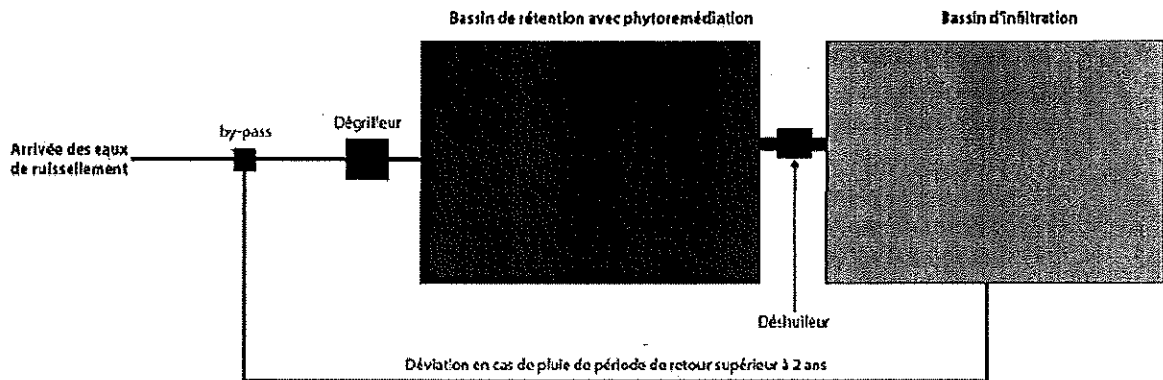 Bassin de rétention avec phytoremédiation
Bassin d'infiltration
by-pass
Dégrilleur
Arrivée des eaux
de ruissellement
Déshuileur
Déviation en cas de pluie de période de retour supérieur à 2 ans